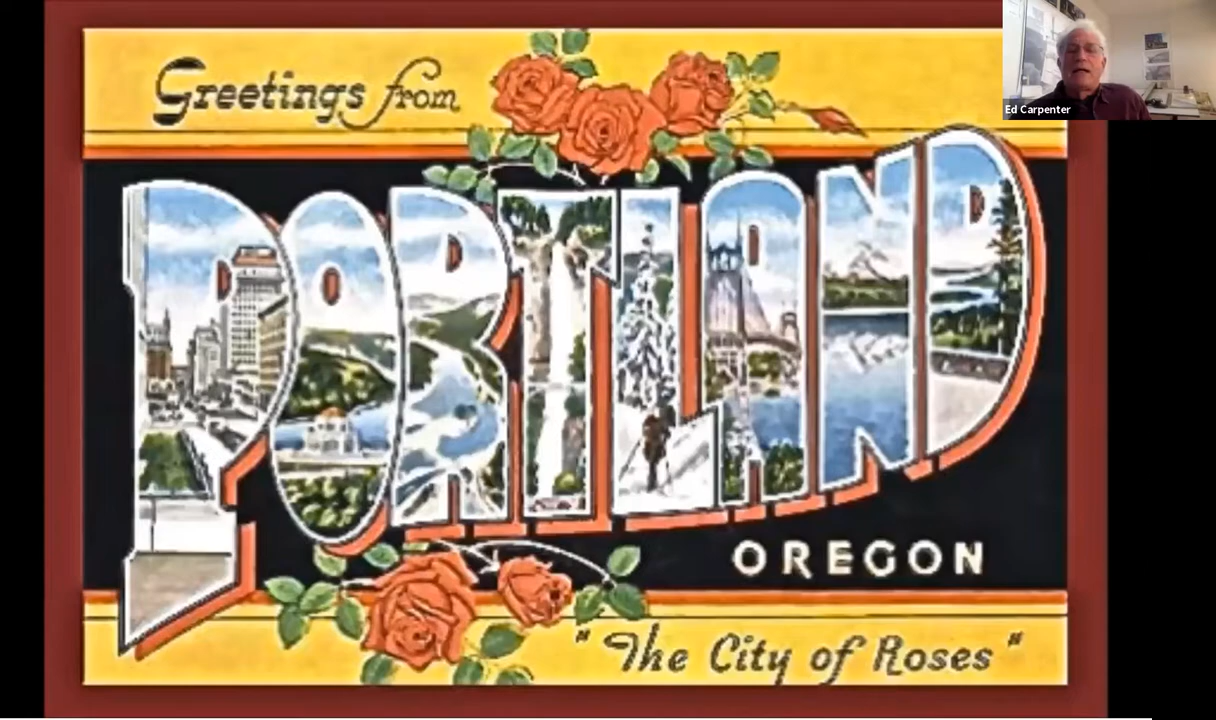 Greetings from
PORTLAND
OREGON
"The City of Roses"
Ed Carpenter